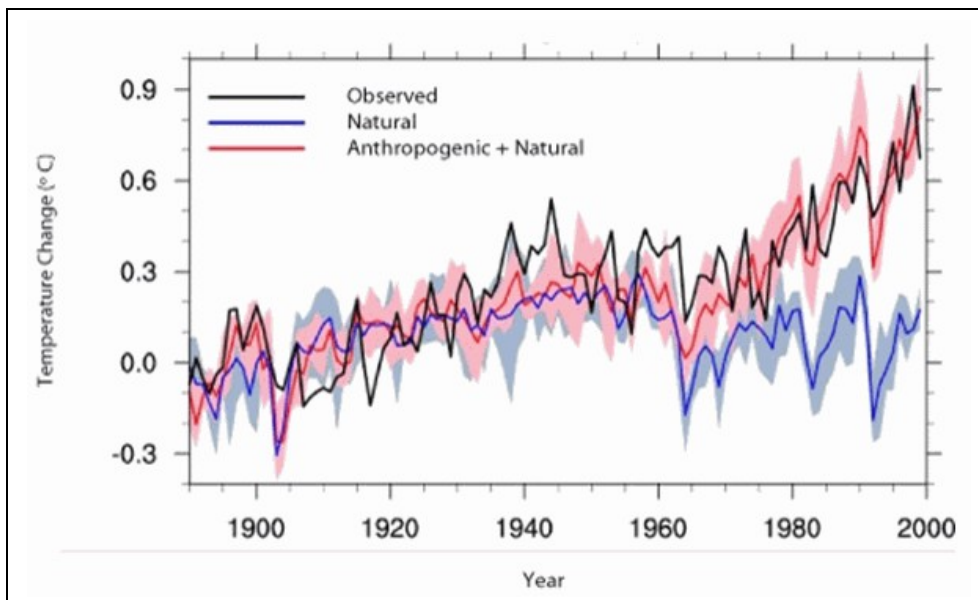 0.9
0.6
0.3
0.0
-0.3
Temperature Change (° C)
Observed
Natural
Anthropogenic + Natural
1900 1920 1940 1960 1980 2000
Year